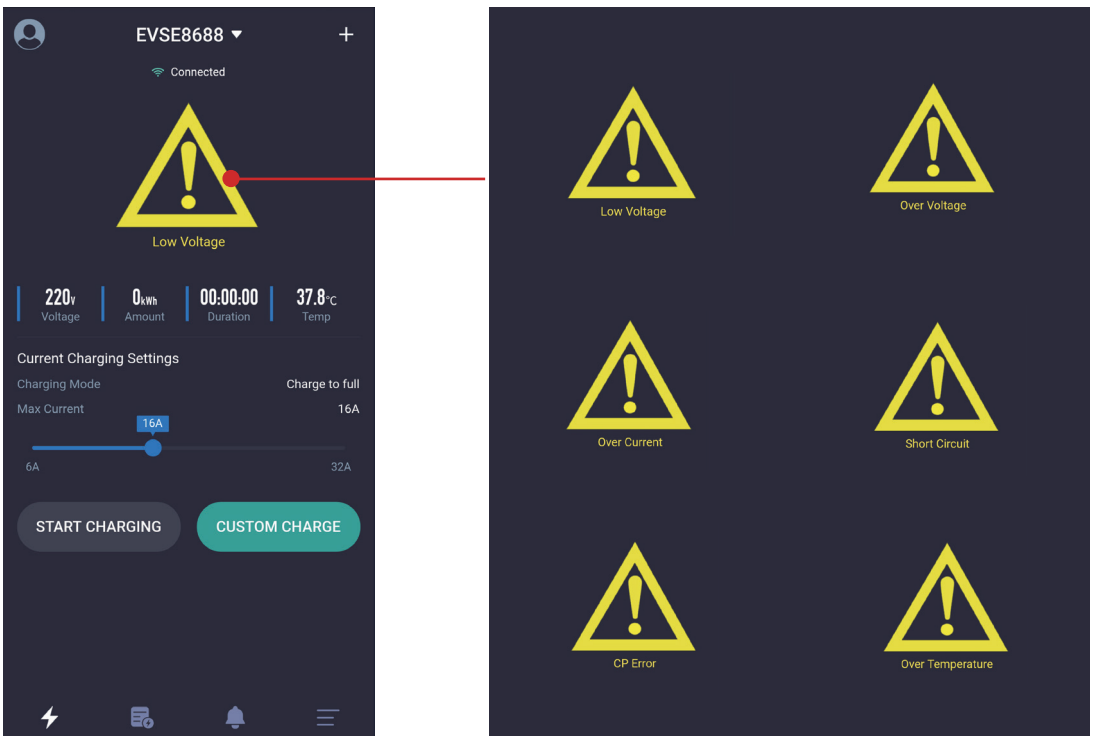 EVSE8688
Connected
Low Voltage
220V 0kWh 00:00:00 37.8°C
Voltage Amount Duration Temp
Current Charging Settings
Charging Mode Charge to full
Max Current 16A
16A
6A 32A
START CHARGING CUSTOM CHARGE
Low Voltage Over Voltage
Over Current Short Circuit
CP Error Over Temperature